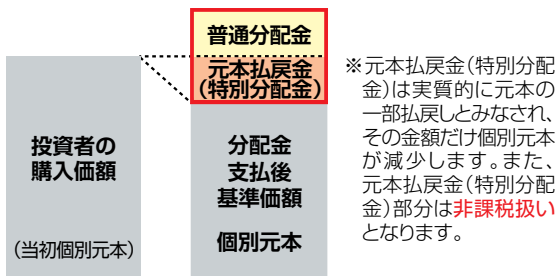 普通分配金
元本払戻金
(特別分配金)
投資者の
購入価額
(当初個別元本)
分配金
支払後
基準価額
個別元本
※元本払戻金(特別分配
金)は実質的に元本の
一部払戻しとみなされ、
その金額だけ個別元本
が減少します。また、
元本払戻金(特別分配
金)部分は非課税扱い
となります。